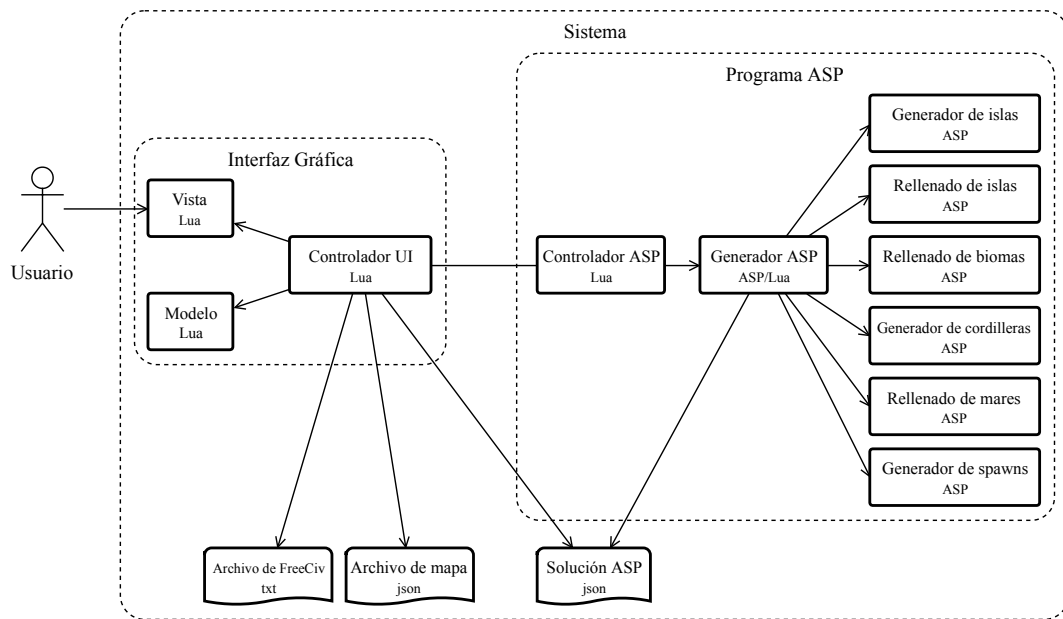 Sistema
Programa ASP
Interfaz Gráfica
Usuario
Vista
Lua
Modelo
Lua
Controlador UI
Lua
Controlador ASP
Lua
Generador ASP
ASP/Lua
Generador de islas
ASP
Rellenado de islas
ASP
Rellenado de biomas
ASP
Generador de cordilleras
ASP
Rellenado de mares
ASP
Generador de spawns
ASP
Archivo de FreeCiv
txt
Archivo de mapa
json
Solución ASP
json